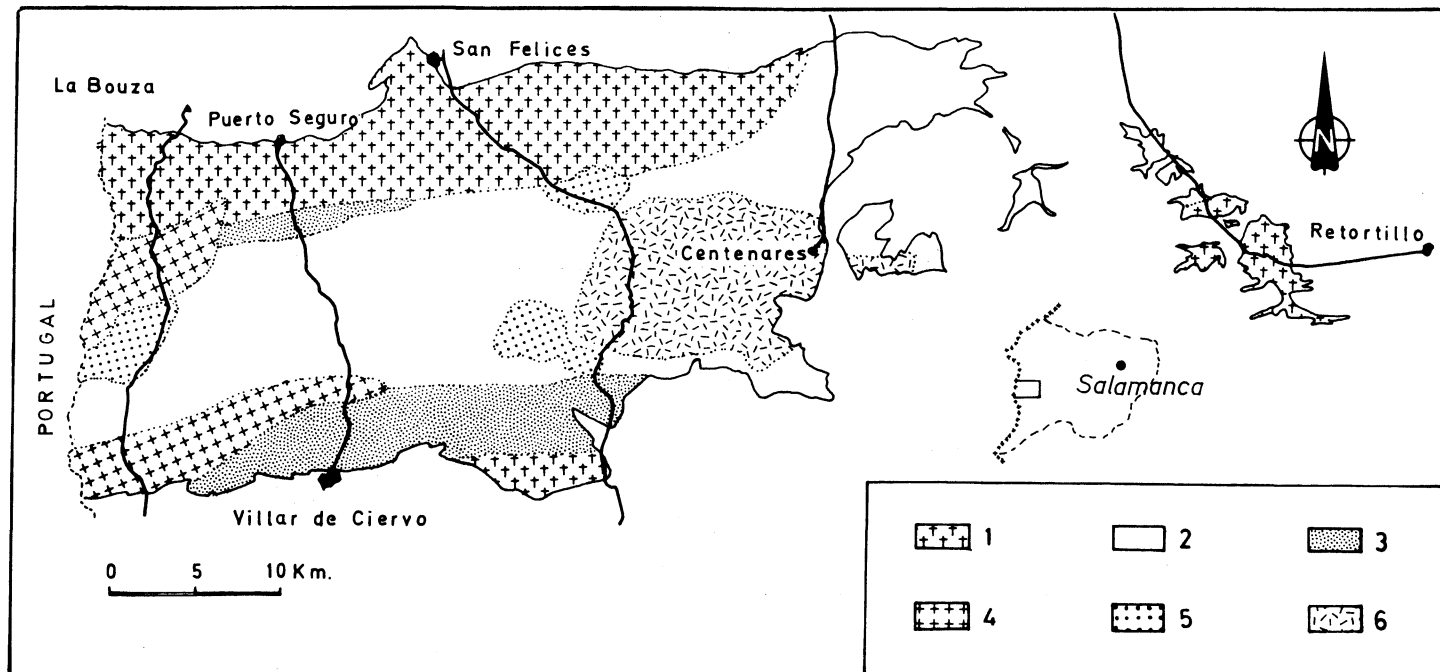 San Felices
La Bouza
Puerto Seguro
N
Retortillo
Centenares
PORTUGAL
Salamanca
Villar de Ciervo
0 5 10 Km.
1 2 3
4 5 6